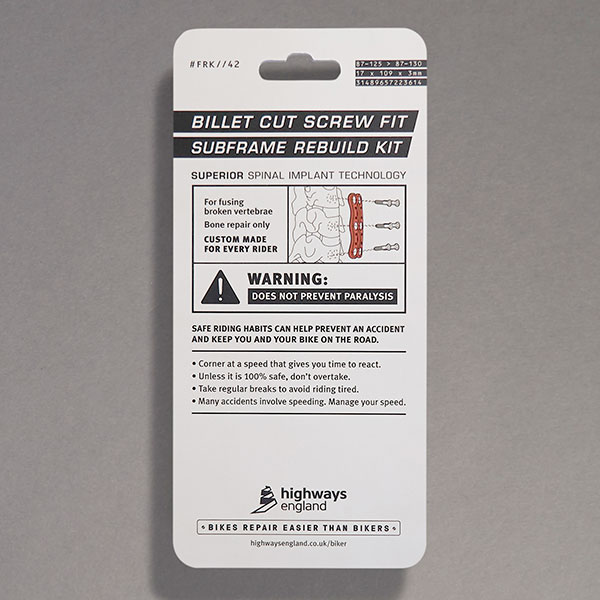 #FRK//42
87-125 > 87-130
17 x 109 x 3mm
31489657223614
BILLET CUT SCREW FIT
SUBFRAME REBUILD KIT
SUPERIOR SPINAL IMPLANT TECHNOLOGY
For fusing
broken vertebrae
Bone repair only
CUSTOM MADE
FOR EVERY RIDER
WARNING:
DOES NOT PREVENT PARALYSIS
SAFE RIDING HABITS CAN HELP PREVENT AN ACCIDENT
AND KEEP YOU AND YOUR BIKE ON THE ROAD.
• Corner at a speed that gives you time to react.
• Unless it is 100% safe, don't overtake.
• Take regular breaks to avoid riding tired.
• Many accidents involve speeding. Manage your speed.
highways
england
• BIKES REPAIR EASIER THAN BIKERS •
highwaysengland.co.uk/biker